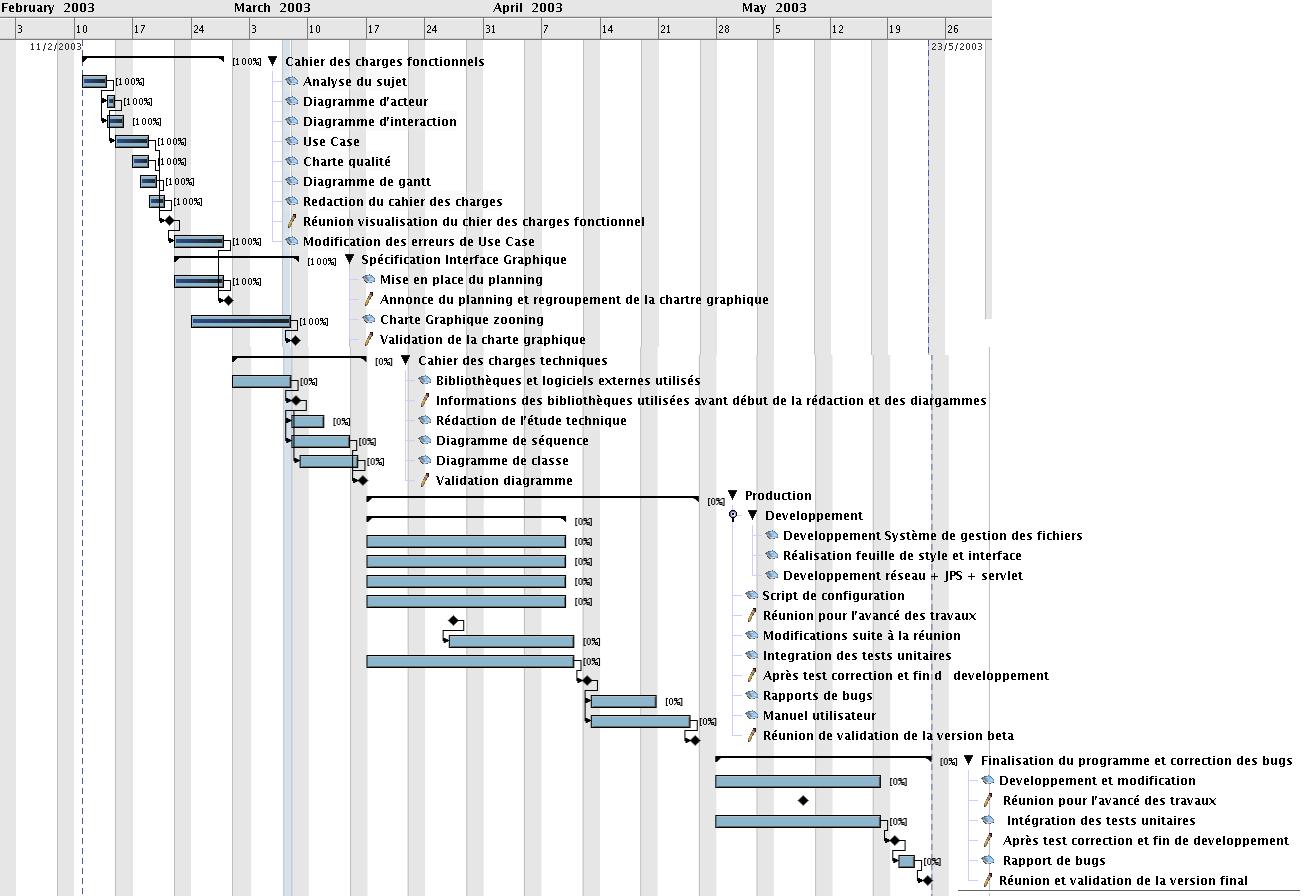 February 2003 March 2003 April 2003 May 2003
3 10 17 24 3 10 17 24 31 7 14 21 28 5 12 19 26
11/2/2003 23/5/2003
[100%] Cahier des charges fonctionnels
[100%] Analyse du sujet
[100%] Diagramme d'acteur
[100%] Diagramme d'interaction
[100%] Use Case
[100%] Charte qualité
[100%] Diagramme de gantt
[100%] Redaction du cahier des charges
Réunion visualisation du chier des charges fonctionnel
[100%] Modification des erreurs de Use Case
[100%] Spécification Interface Graphique
[100%] Mise en place du planning
Annonce du planning et regroupement de la chartre graphique
[100%] Charte Graphique zooning
Validation de la charte graphique
[0%] Cahier des charges techniques
[0%] Bibliothèques et logiciels externes utilisés
Informations des bibliothèques utilisées avant début de la rédaction et des diargammes
[0%] Rédaction de l'étude technique
[0%] Diagramme de séquence
[0%] Diagramme de classe
Validation diagramme
[0%] Production
[0%] Developpement
[0%] Developpement Système de gestion des fichiers
[0%] Réalisation feuille de style et interface
[0%] Developpement réseau + JPS + servlet
[0%] Script de configuration
Réunion pour l'avancé des travaux
[0%] Modifications suite à la réunion
[0%] Integration des tests unitaires
Après test correction et fin d developpement
[0%] Rapports de bugs
[0%] Manuel utilisateur
Réunion de validation de la version beta
[0%] Finalisation du programme et correction des bugs
[0%] Developpement et modification
Réunion pour l'avancé des travaux
[0%] Intégration des tests unitaires
Après test correction et fin de developpement
[0%] Rapport de bugs
Réunion et validation de la version final